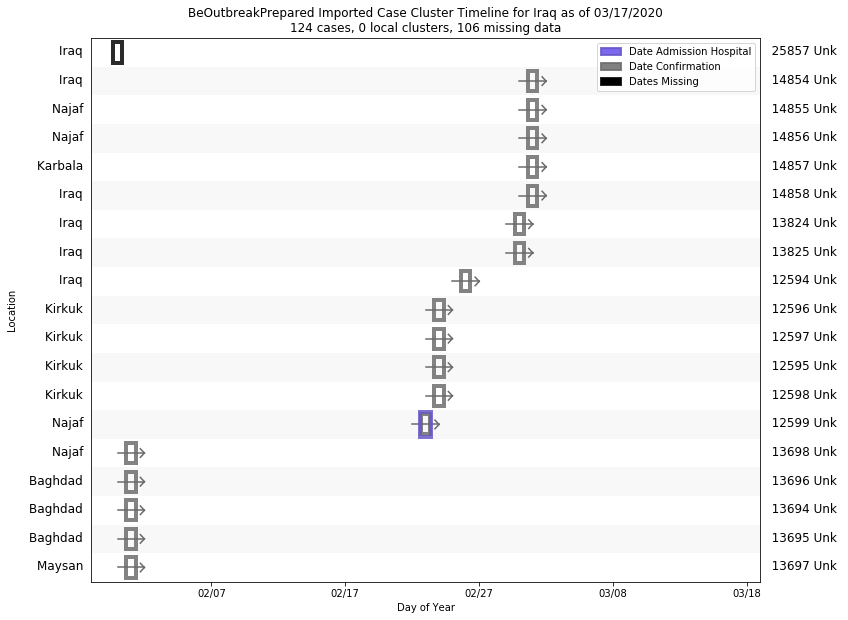 BeOutbreakPrepared Imported Case Cluster Timeline for Iraq as of 03/17/2020
124 cases, 0 local clusters, 106 missing data
Date Admission Hospital
Date Confirmation
Dates Missing
Iraq 25857 Unk
Iraq 14854 Unk
Najaf 14855 Unk
Najaf 14856 Unk
Karbala 14857 Unk
Iraq 14858 Unk
Iraq 13824 Unk
Iraq 13825 Unk
Iraq 12594 Unk
Kirkuk 12596 Unk
Kirkuk 12597 Unk
Kirkuk 12595 Unk
Kirkuk 12598 Unk
Najaf 12599 Unk
Najaf 13698 Unk
Baghdad 13696 Unk
Baghdad 13694 Unk
Baghdad 13695 Unk
Maysan 13697 Unk
Location
02/07 02/17 02/27 03/08 03/18
Day of Year